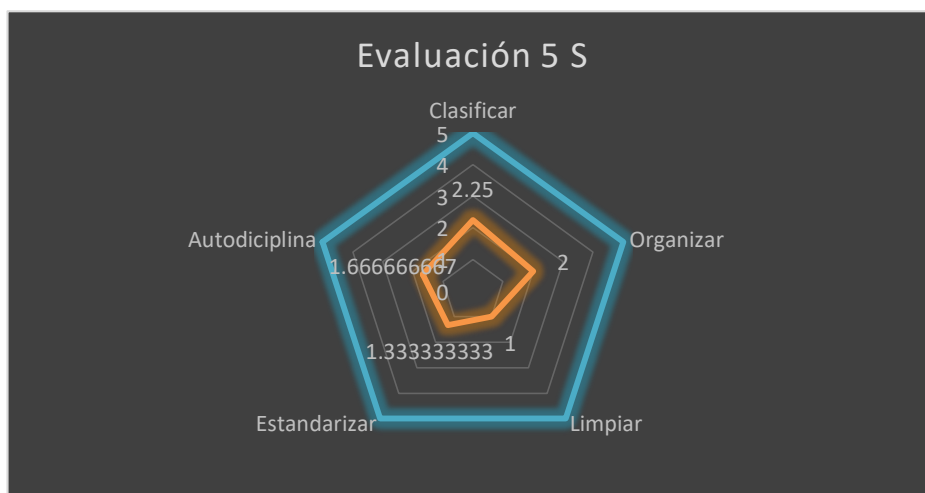 Evaluación 5 S
Clasificar
5
4
2.25
3
2
Autodiciplina
Organizar
1.666666667
1
2
0
1.333333333
1
Estandarizar
Limpiar